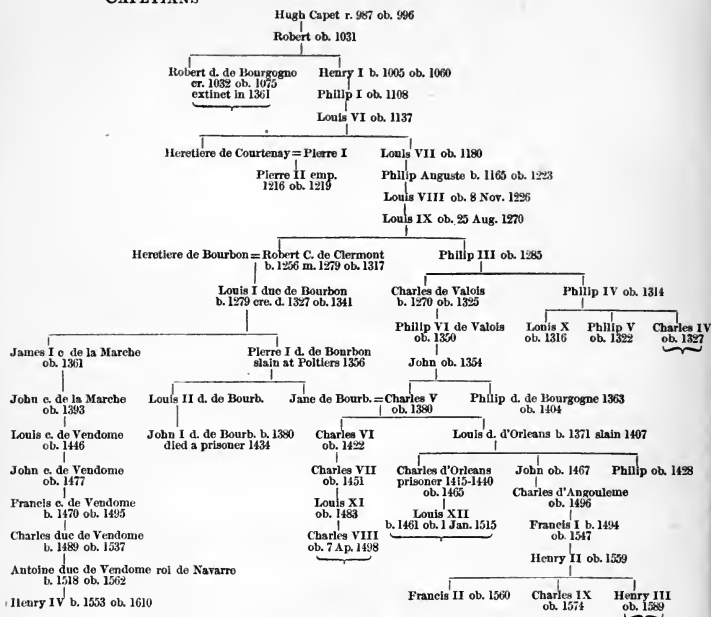 CAPETIANS
Hugh Capet r. 987 ob. 996
Robert ob. 1031
Robert d. de Bourgogno
cr. 1032 ob. 1075
extinct in 1361
Henry I b. 1005 ob. 1060
Philip I ob. 1108
Louis VI ob. 1137
Heretiere de Courtenay = Pierre I
Louis VII ob. 1180
Pierre II emp.
1216 ob. 1219
Philip Auguste b. 1165 ob. 1223
Louis VIII ob. 8 Nov. 1226
Louis IX ob. 25 Aug. 1270
Heretiere de Bourbon = Robert C. de Clermont
b. 1256 m. 1279 ob. 1317
Philip III ob. 1285
Louis I duc de Bourbon
b. 1279 cre. d. 1327 ob. 1341
Charles de Valois
b. 1270 ob. 1325
Philip IV ob. 1314
Philip VI de Valois
ob. 1350
Louis X
ob. 1316
Philip V
ob. 1322
Charles IV
ob. 1327
James I c de la Marche
ob. 1361
Pierre I d. de Bourbon
slain at Poltiers 1356
John ob. 1354
John c. de la Marche
ob. 1393
Louis II d. de Bourb.
Jane de Bourb. = Charles V
ob. 1380
Philip d. de Bourgogne 1363
ob. 1404
Louis c. de Vendome
ob. 1446
John I d. de Bourb. b. 1380
died a prisoner 1434
Charles VI
ob. 1422
Louis d. d'Orleans b. 1371 slain 1407
John c. de Vendome
ob. 1477
Charles VII
ob. 1451
Charles d'Orleans
prisoner 1415-1440
ob. 1465
John ob. 1467
Philip ob. 1428
Francis c. de Vendome
b. 1470 ob. 1495
Louis XI
ob. 1483
Louis XII
b. 1461 ob. 1 Jan. 1515
Charles d'Angouleme
ob. 1496
Charles duc de Vendome
b. 1489 ob. 1537
Charles VIII
ob. 7 Ap. 1498
Francis I b. 1494
ob. 1547
Antoine duc de Vendome roi de Navarro
b. 1518 ob. 1562
Henry II ob. 1559
Henry IV b. 1553 ob. 1610
Francis II ob. 1560
Charles IX
ob. 1574
Henry III
ob. 1589